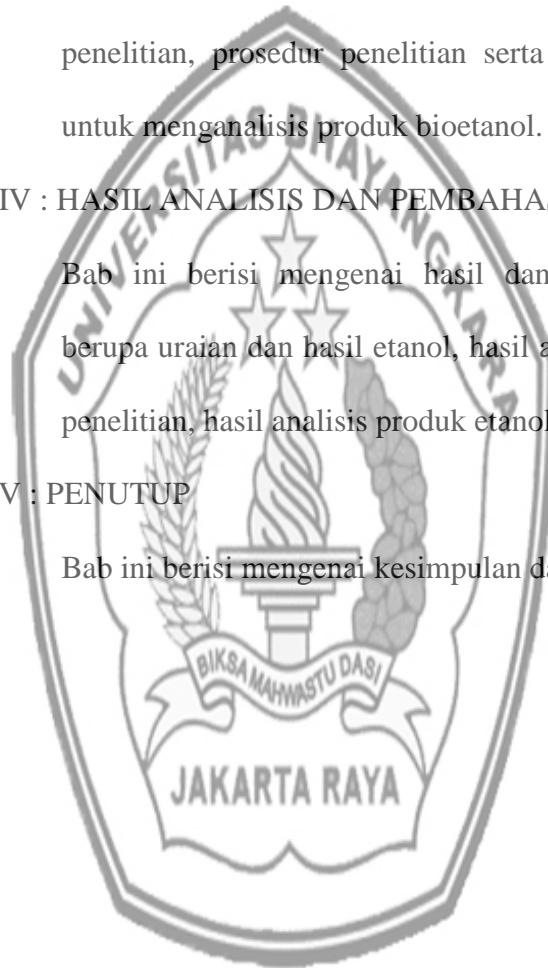 penelitian, prosedur penelitian serta
untuk menganalisis produk bioetanol.
IV : HASIL ANALISIS DAN PEMBAHAS
Bab ini berisi mengenai hasil dan
berupa uraian dan hasil etanol, hasil a
penelitian, hasil analisis produk etanol
V : PENUTUP
Bab ini berisi mengenai kesimpulan da
UNIVERSITAS BHAYANGKARA
BIKSA MAHWASTU DASI
JAKARTA RAYA